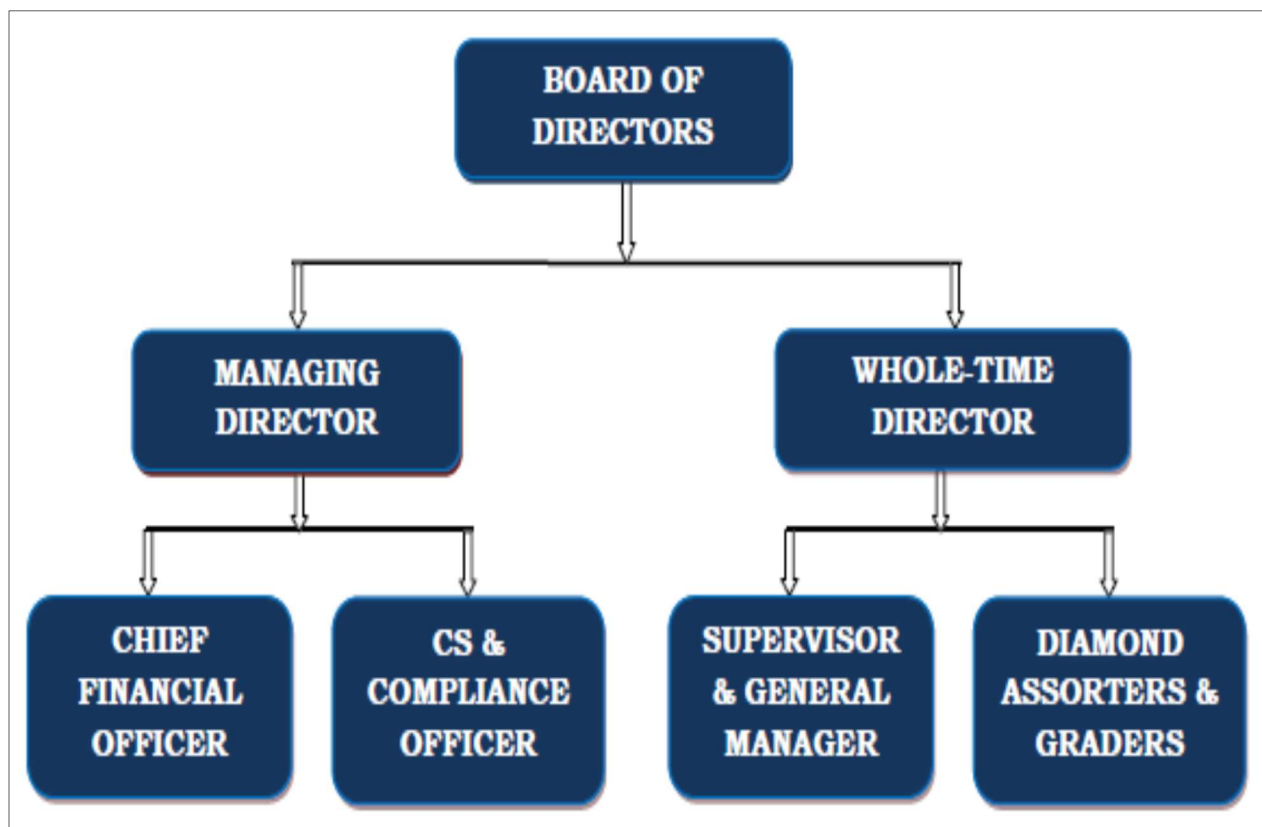 BOARD OF
DIRECTORS
MANAGING
DIRECTOR
WHOLE-TIME
DIRECTOR
CHIEF
FINANCIAL
OFFICER
CS &
COMPLIANCE
OFFICER
SUPERVISOR
& GENERAL
MANAGER
DIAMOND
ASSORTERS &
GRADERS